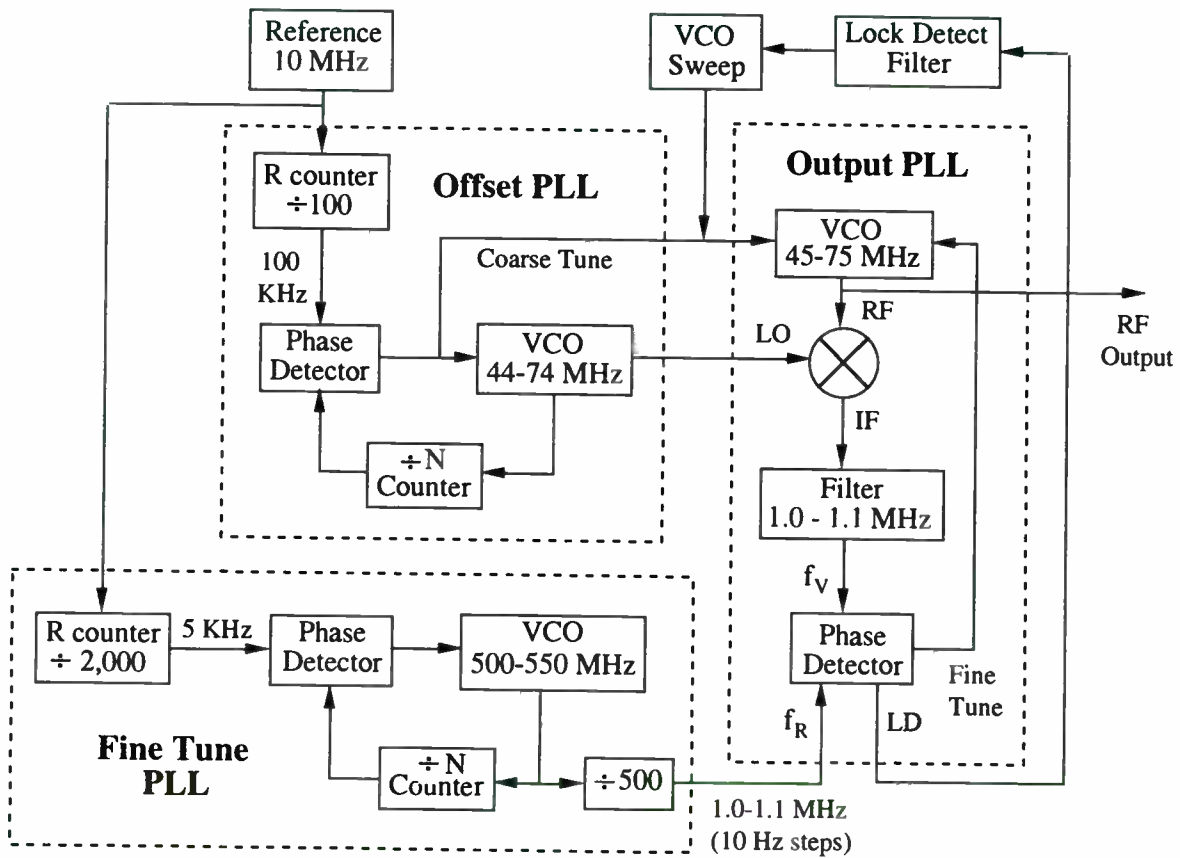 Reference
10 MHz
VCO
Sweep
Lock Detect
Filter
R counter
÷100
Offset PLL
Output PLL
100
KHz
Coarse Tune
VCO
45-75 MHz
RF
RF
Output
Phase
Detector
VCO
44-74 MHz
LO
IF
÷N
Counter
Filter
1.0 - 1.1 MHz
fV
R counter
÷ 2,000
5 KHz
Phase
Detector
VCO
500-550 MHz
Phase
Detector
Fine
Tune
fR
LD
Fine Tune
PLL
÷N
Counter
÷500
1.0-1.1 MHz
(10 Hz steps)